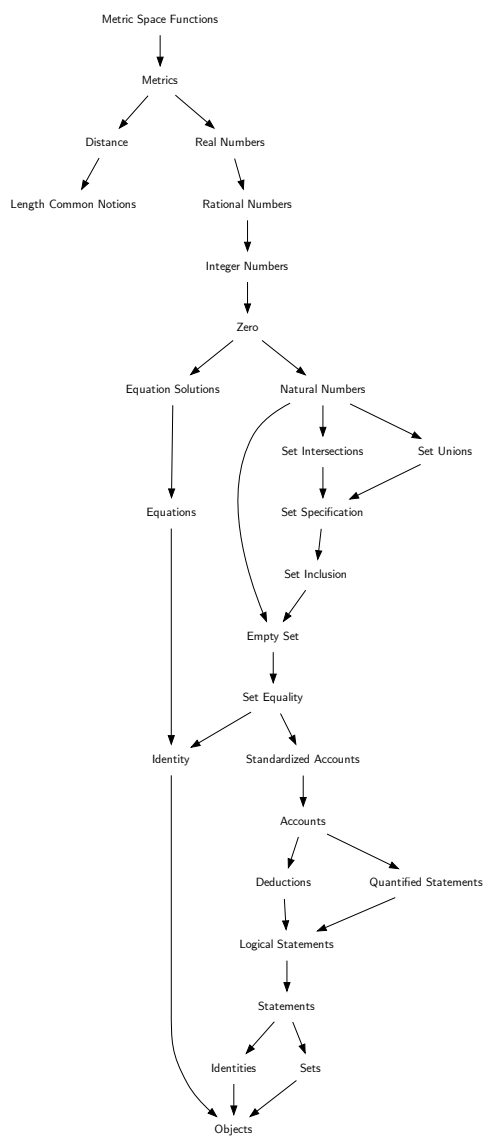 Metric Space Functions
Metrics
Distance
Real Numbers
Length Common Notions
Rational Numbers
Integer Numbers
Zero
Equation Solutions
Natural Numbers
Set Intersections
Set Unions
Equations
Set Specification
Set Inclusion
Empty Set
Set Equality
Identity
Standardized Accounts
Accounts
Deductions
Quantified Statements
Logical Statements
Statements
Identities
Sets
Objects